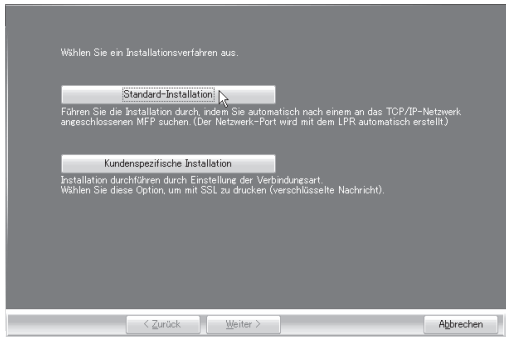 Wählen Sie ein Installationsverfahren aus.
Standard-Installation
Führen Sie die Installation durch, indem Sie automatisch nach einem an das TCP/IP-Netzwerk
angeschlossenen MFP suchen. (Der Netzwerk-Port wird mit dem LPR automatisch erstellt.)
Kundenspezifische Installation
Installation durchführen durch Einstellung der Verbindungsart.
Wählen Sie diese Option, um mit SSL zu drucken (verschlüsselte Nachricht).
< Zurück Weiter > Abbrechen